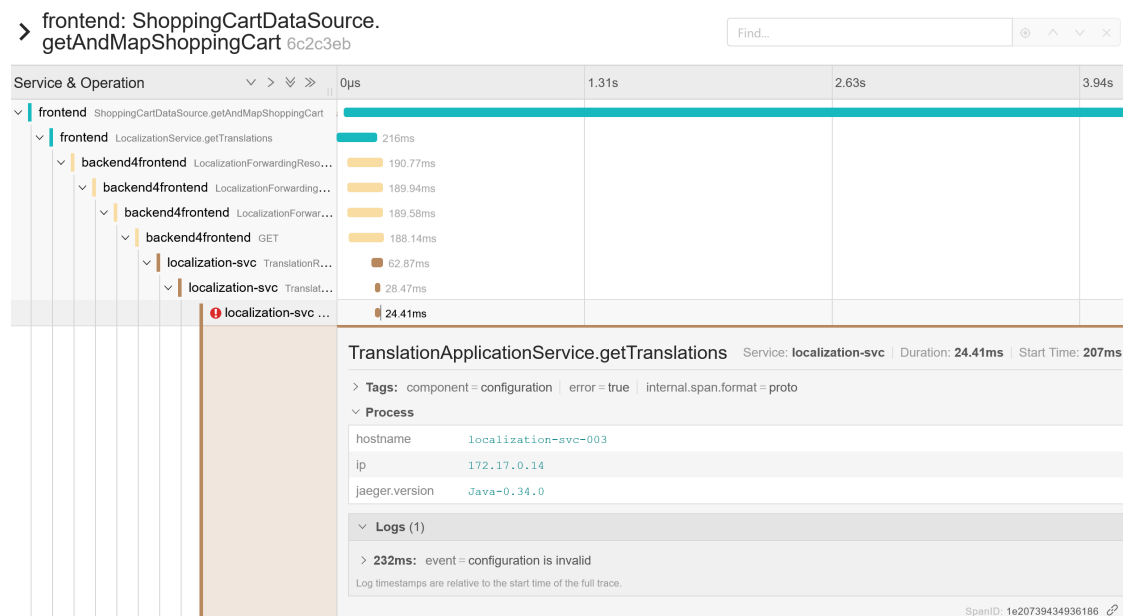 frontend: ShoppingCartDataSource.
getAndMapShoppingCart 6c2c3eb
Find...
Service & Operation
0μs
1.31s
2.63s
3.94s
frontend ShoppingCartDataSource.getAndMapShoppingCart
frontend LocalizationService.getTranslations
216ms
backend4frontend LocalizationForwardingReso...
190.77ms
backend4frontend LocalizationForwarding...
189.94ms
backend4frontend LocalizationForwar...
189.58ms
backend4frontend GET
188.14ms
localization-svc TranslationR...
62.87ms
localization-svc Translat...
28.47ms
localization-svc ...
24.41ms
TranslationApplicationService.getTranslations
Service: localization-svc Duration: 24.41ms Start Time: 207ms
Tags: component = configuration error = true internal.span.format = proto
Process
hostname localization-svc-003
ip 172.17.0.14
jaeger.version Java-0.34.0
Logs (1)
232ms: event = configuration is invalid
Log timestamps are relative to the start time of the full trace.
SpanID: 1e20739434936186